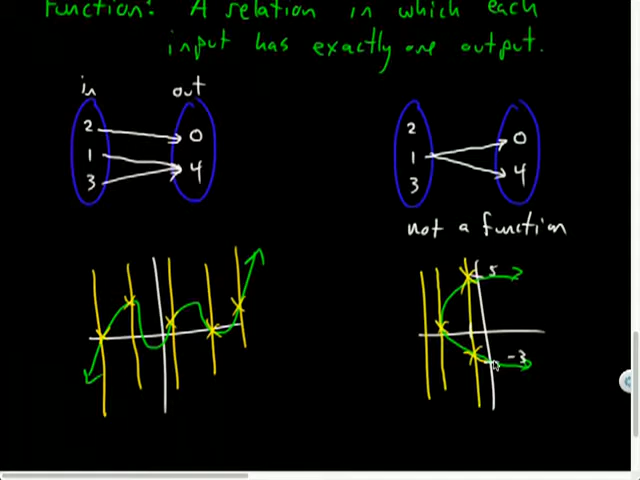 Function: A relation in which each
input has exactly one output.
in out
2 0
1 4
3
2 0
1 4
3
not a function
5
-3